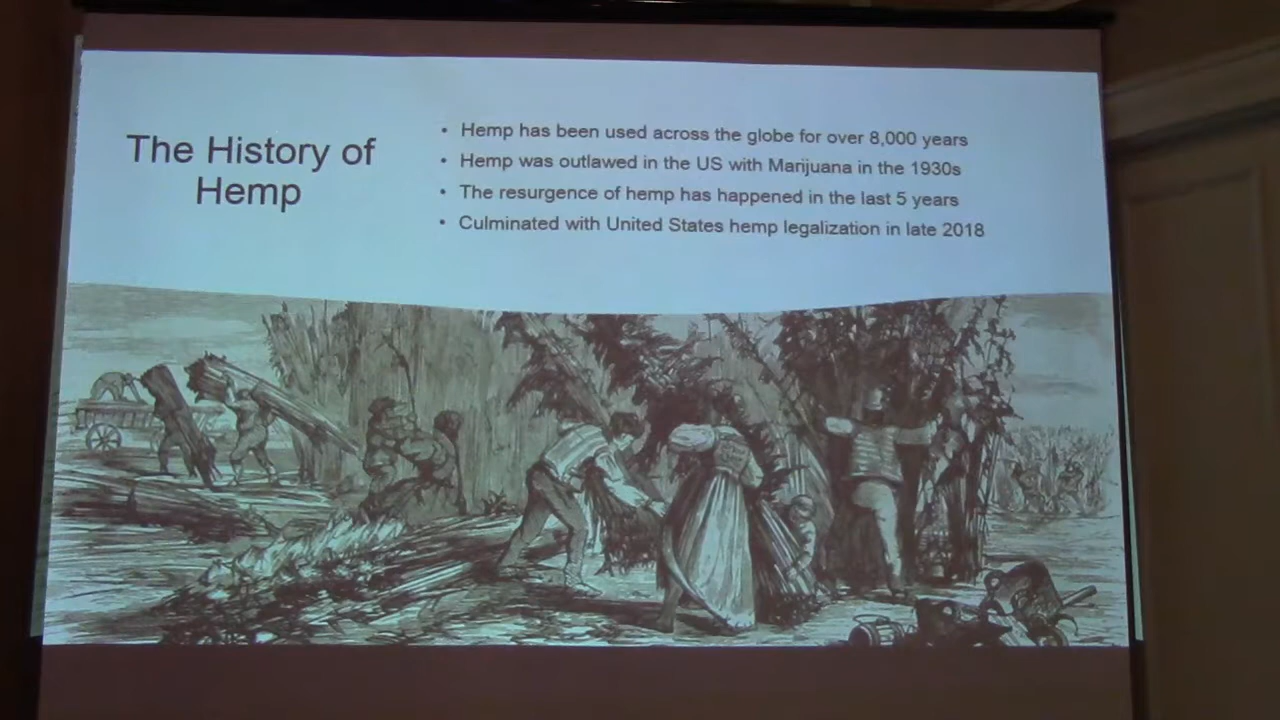 The History of
Hemp
• Hemp has been used across the globe for over 8,000 years
• Hemp was outlawed in the US with Marijuana in the 1930s
• The resurgence of hemp has happened in the last 5 years
• Culminated with United States hemp legalization in late 2018